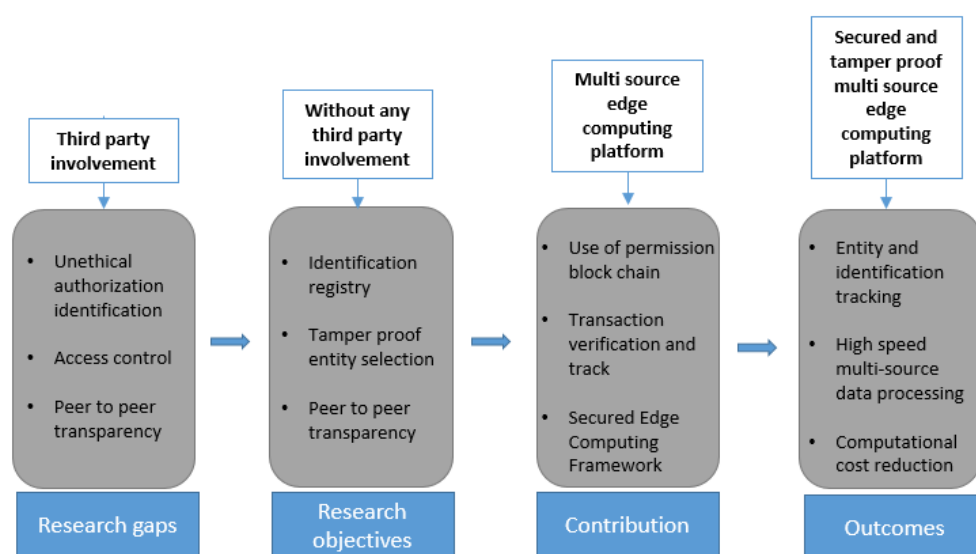 Third party
involvement
• Unethical
authorization
identification
• Access control
• Peer to peer
transparency
Research gaps
Without any
third party
involvement
• Identification
registry
• Tamper proof
entity selection
• Peer to peer
transparency
Research
objectives
Multi source
edge
computing
platform
• Use of permission
block chain
• Transaction
verification and
track
• Secured Edge
Computing
Framework
Contribution
Secured and
tamper proof
multi source
edge
computing
platform
• Entity and
identification
tracking
• High speed
multi-source
data processing
• Computational
cost reduction
Outcomes